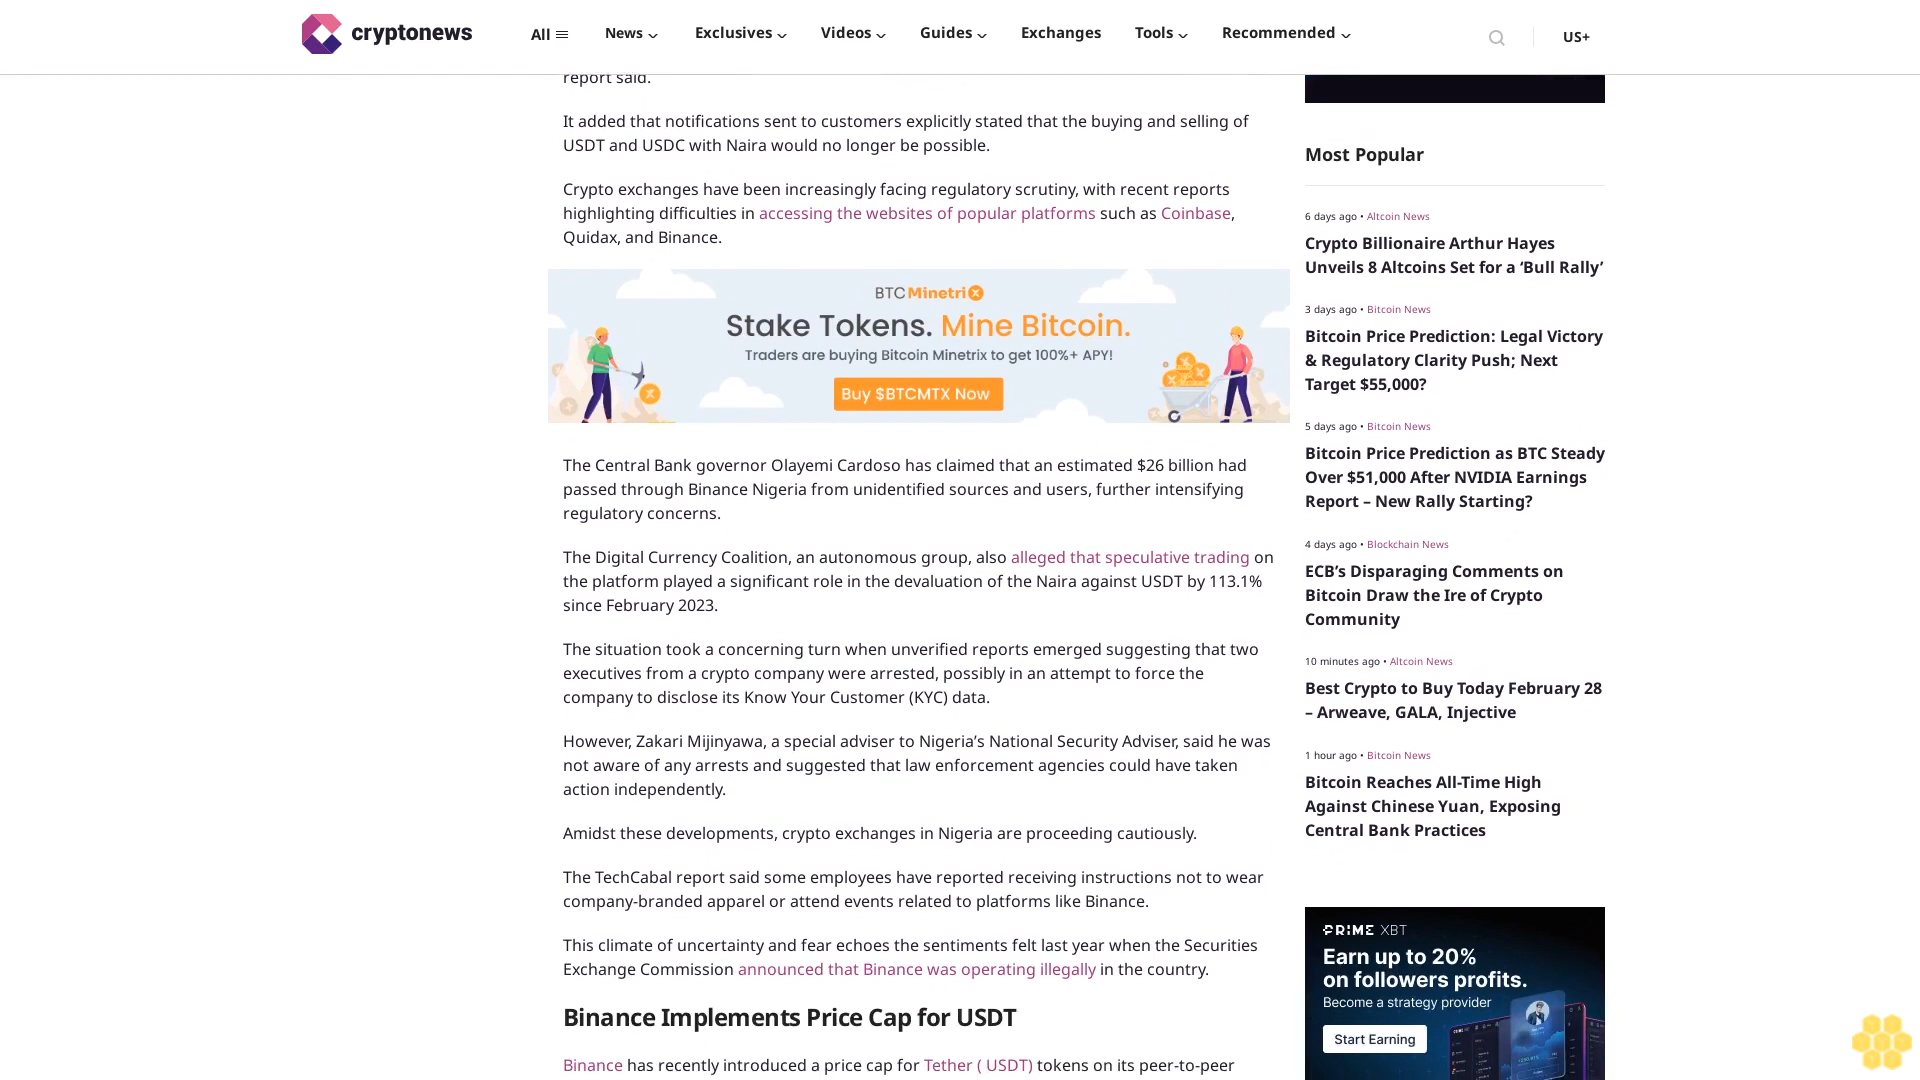 cryptonews
All
News
Exclusives
Videos
Guides
Exchanges
Tools
Recommended
US+
report said.
It added that notifications sent to customers explicitly stated that the buying and selling of
USDT and USDC with Naira would no longer be possible.
Crypto exchanges have been increasingly facing regulatory scrutiny, with recent reports
highlighting difficulties in accessing the websites of popular platforms such as Coinbase,
Quidax, and Binance.
BTC Minetrix
Stake Tokens. Mine Bitcoin.
Traders are buying Bitcoin Minetrix to get 100%+ APY!
Buy $BTCMTX Now
The Central Bank governor Olayemi Cardoso has claimed that an estimated $26 billion had
passed through Binance Nigeria from unidentified sources and users, further intensifying
regulatory concerns.
The Digital Currency Coalition, an autonomous group, also alleged that speculative trading on
the platform played a significant role in the devaluation of the Naira against USDT by 113.1%
since February 2023.
The situation took a concerning turn when unverified reports emerged suggesting that two
executives from a crypto company were arrested, possibly in an attempt to force the
company to disclose its Know Your Customer (KYC) data.
However, Zakari Mijinyawa, a special adviser to Nigeria’s National Security Adviser, said he was
not aware of any arrests and suggested that law enforcement agencies could have taken
action independently.
Amidst these developments, crypto exchanges in Nigeria are proceeding cautiously.
The TechCabal report said some employees have reported receiving instructions not to wear
company-branded apparel or attend events related to platforms like Binance.
This climate of uncertainty and fear echoes the sentiments felt last year when the Securities
Exchange Commission announced that Binance was operating illegally in the country.
Binance Implements Price Cap for USDT
Binance has recently introduced a price cap for Tether ( USDT) tokens on its peer-to-peer
Most Popular
6 days ago • Altcoin News
Crypto Billionaire Arthur Hayes
Unveils 8 Altcoins Set for a ‘Bull Rally’
3 days ago • Bitcoin News
Bitcoin Price Prediction: Legal Victory
& Regulatory Clarity Push; Next
Target $55,000?
5 days ago • Bitcoin News
Bitcoin Price Prediction as BTC Steady
Over $51,000 After NVIDIA Earnings
Report – New Rally Starting?
4 days ago • Blockchain News
ECB’s Disparaging Comments on
Bitcoin Draw the Ire of Crypto
Community
10 minutes ago • Altcoin News
Best Crypto to Buy Today February 28
– Arweave, GALA, Injective
1 hour ago • Bitcoin News
Bitcoin Reaches All-Time High
Against Chinese Yuan, Exposing
Central Bank Practices
PRIME XBT
Earn up to 20%
on followers profits.
Become a strategy provider
Start Earning